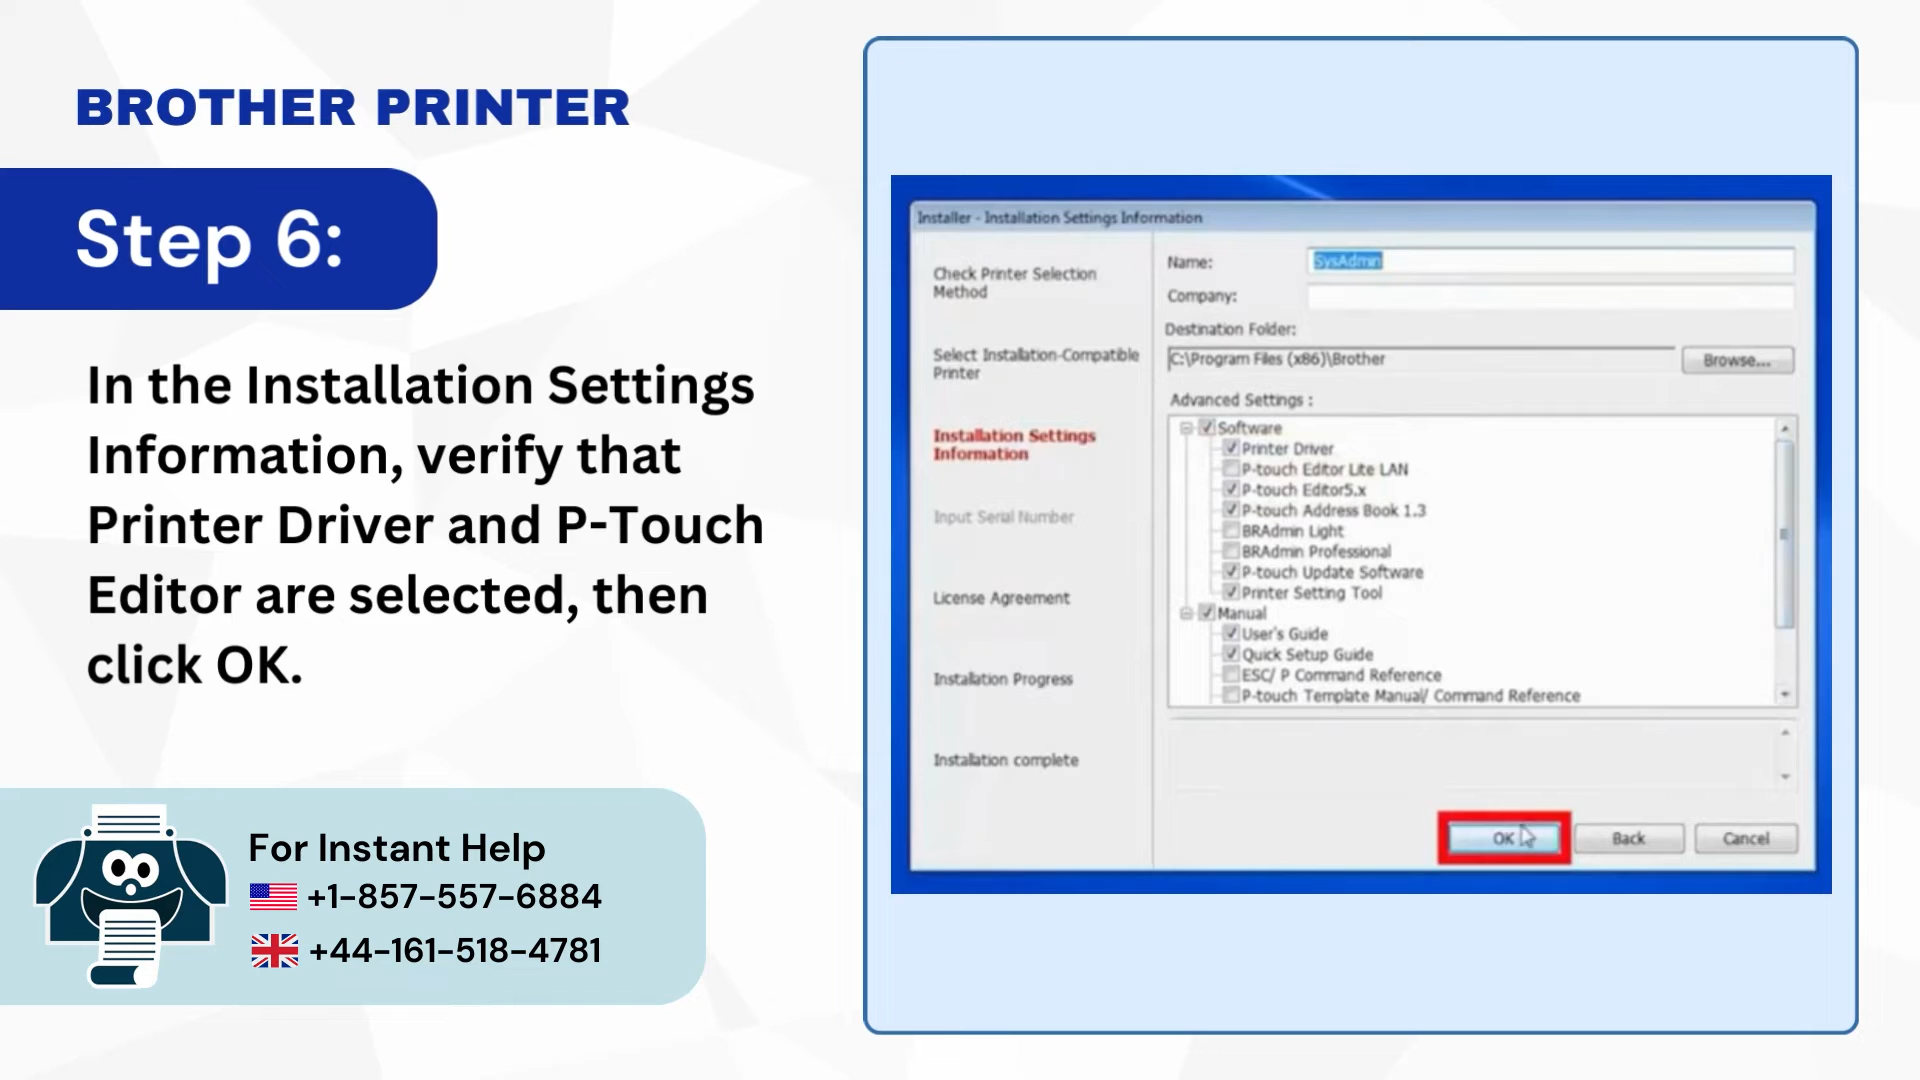 BROTHER PRINTER
Step 6:
In the Installation Settings
Information, verify that
Printer Driver and P-Touch
Editor are selected, then
click OK.
For Instant Help
+1-857-557-6884
+44-161-518-4781
Installer - Installation Settings Information
Check Printer Selection
Method
Select Installation-Compatible
Printer
Installation Settings
Information
Input Serial Number
License Agreement
Installation Progress
Installation complete
Name:
SysAdmin
Company:
Destination Folder:
C:\Program Files (x86)\Brother
Browse...
Advanced Settings :
Software
Printer Driver
P-touch Editor Lite LAN
P-touch Editor5.x
P-touch Address Book 1.3
BRAdmin Light
BRAdmin Professional
P-touch Update Software
Printer Setting Tool
Manual
User's Guide
Quick Setup Guide
ESC/ P Command Reference
P-touch Template Manual/ Command Reference
OK
Back
Cancel